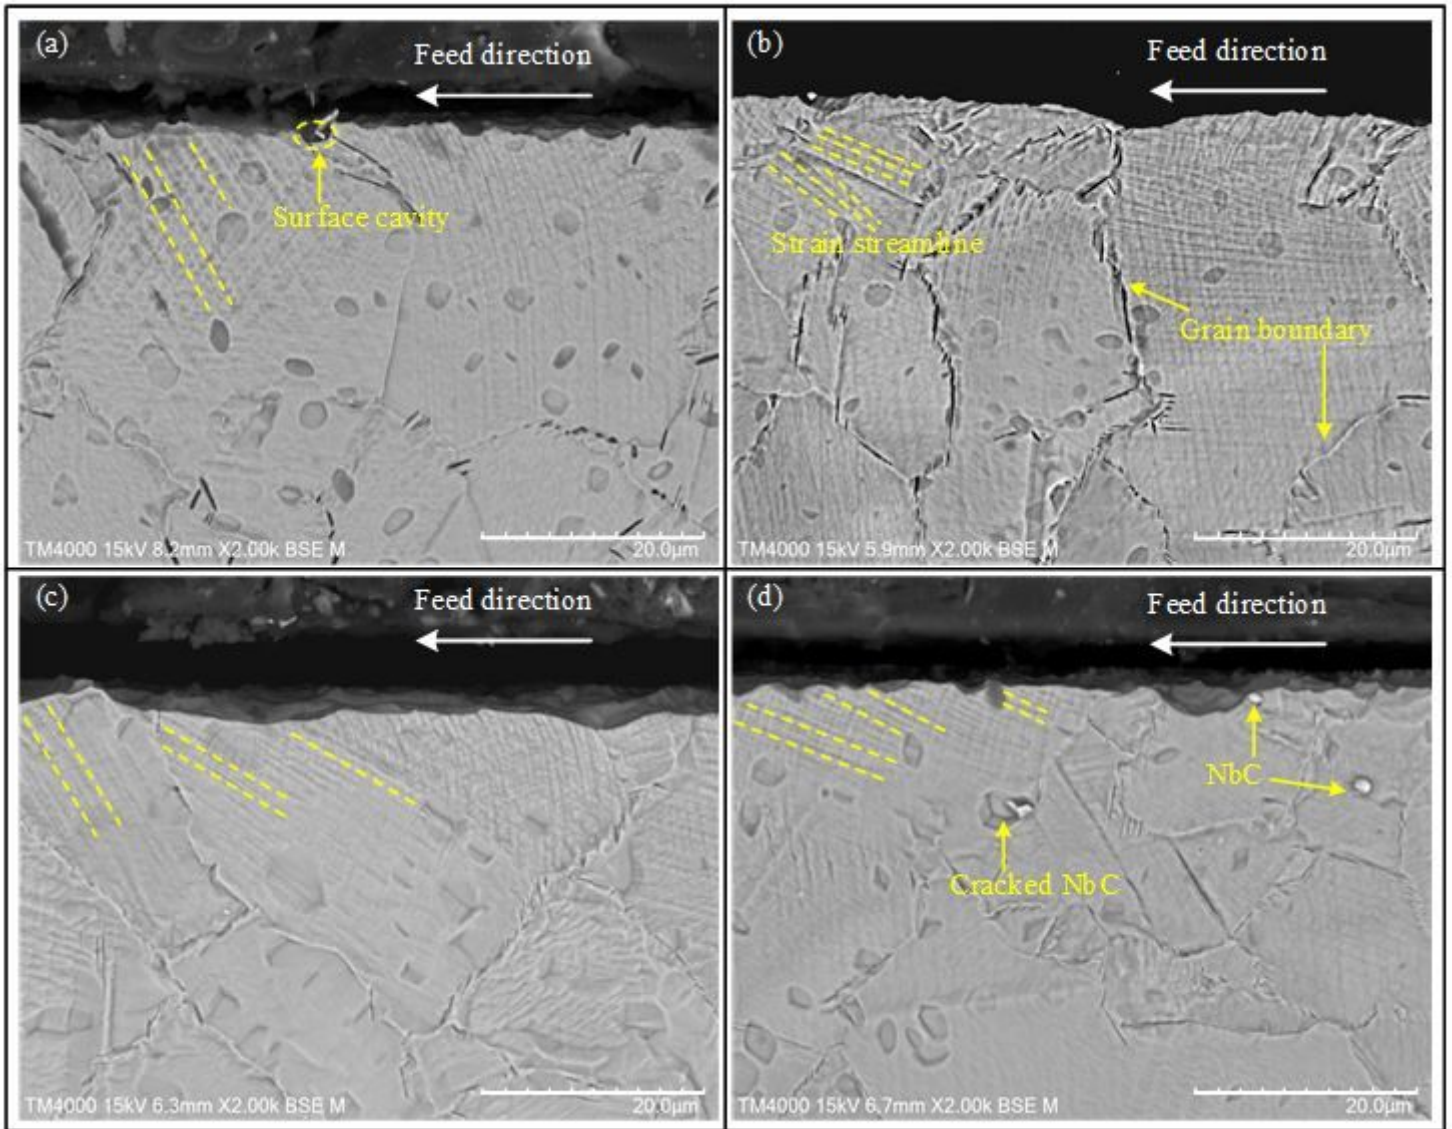 (a)
Feed direction
Surface cavity
TM4000 15kV 8.2mm X2.00k BSE M
20.0μm
(b)
Feed direction
Strain streamline
Grain boundary
TM4000 15kV 5.9mm X2.00k BSE M
20.0μm
(c)
Feed direction
TM4000 15kV 6.3mm X2.00k BSE M
20.0μm
(d)
Feed direction
NbC
Cracked NbC
TM4000 15kV 6.7mm X2.00k BSE M
20.0μm